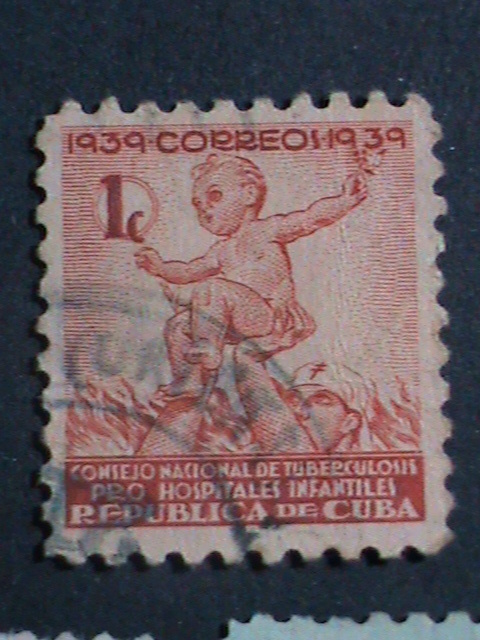 1939·CORREOS·1939
1c
CONSEJO NACIONAL DE TUBERCULOSIS
PRO HOSPITALES INFANTILES
REPUBLICA DE CUBA